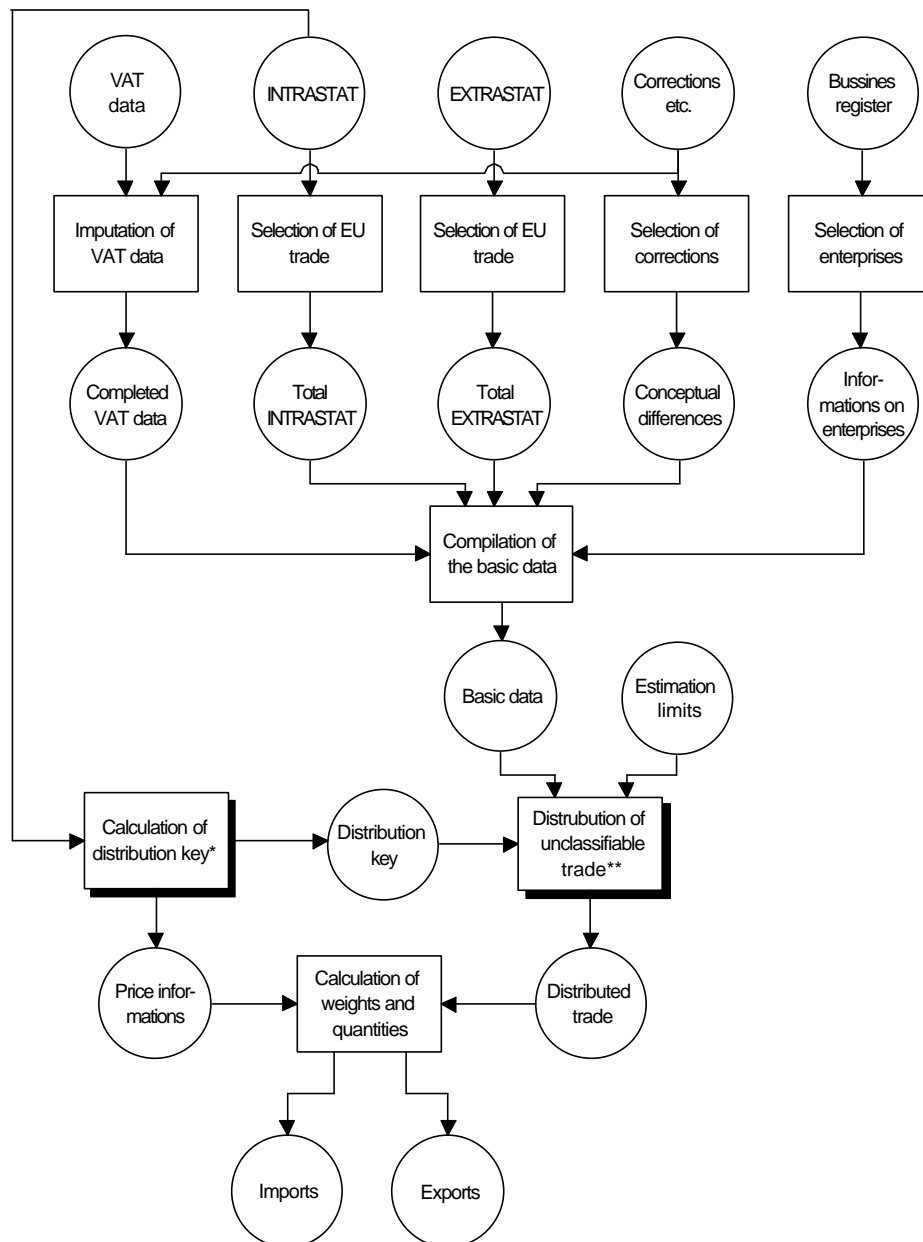 VAT
data
INTRASTAT
EXTRASTAT
Corrections
etc.
Bussines
register
Imputation of
VAT data
Selection of EU
trade
Selection of EU
trade
Selection of
corrections
Selection of
enterprises
Completed
VAT data
Total
INTRASTAT
Total
EXTRASTAT
Conceptual
differences
Infor-
mations on
enterprises
Compilation of
the basic data
Basic data
Estimation
limits
Calculation of
distribution key*
Distribution
key
Distrubution of
unclassifiable
trade**
Price infor-
mations
Calculation of
weights and
quantities
Distributed
trade
Imports
Exports